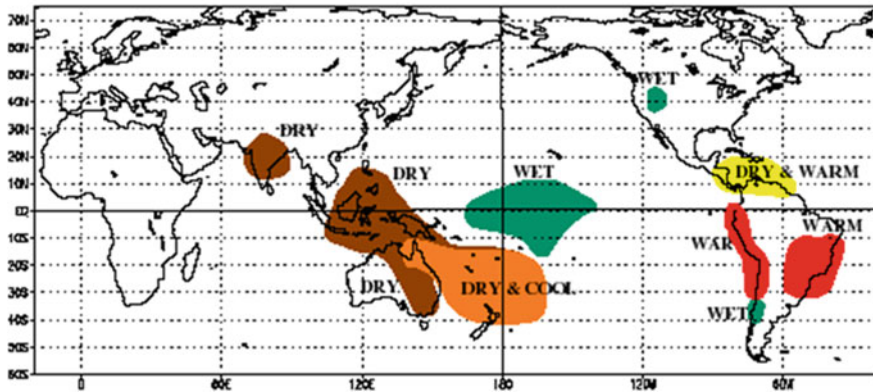 70N
60N
WET
50N
40N
30N
DRY
20N
DRY
WET
DRY & WARM
10N
EQ
WARM
10S
WAR
20S
DRY
DRY & COOL
30S
WET
40S
50S
60S
0
60E
120E
180
120W
60W